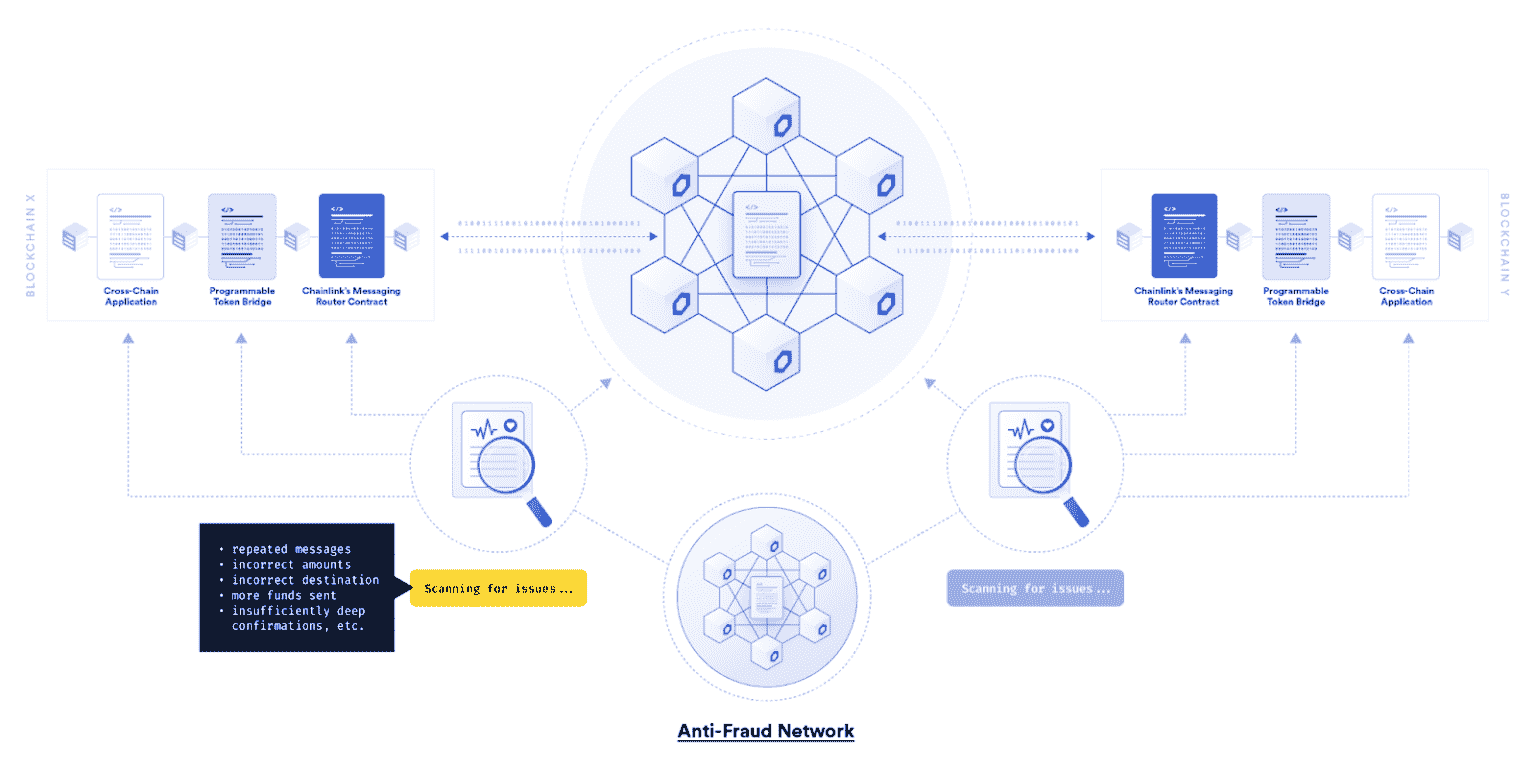 BLOCKCHAIN X
Cross-Chain
Application
Programmable
Token Bridge
Chainlink's Messaging
Router Contract
Chainlink's Messaging
Router Contract
Programmable
Token Bridge
Cross-Chain
Application
BLOCKCHAIN Y
• repeated messages
• incorrect amounts
• incorrect destination
• more funds sent
• insufficiently deep
confirmations, etc.
Scanning for issues...
Scanning for issues...
Anti-Fraud Network